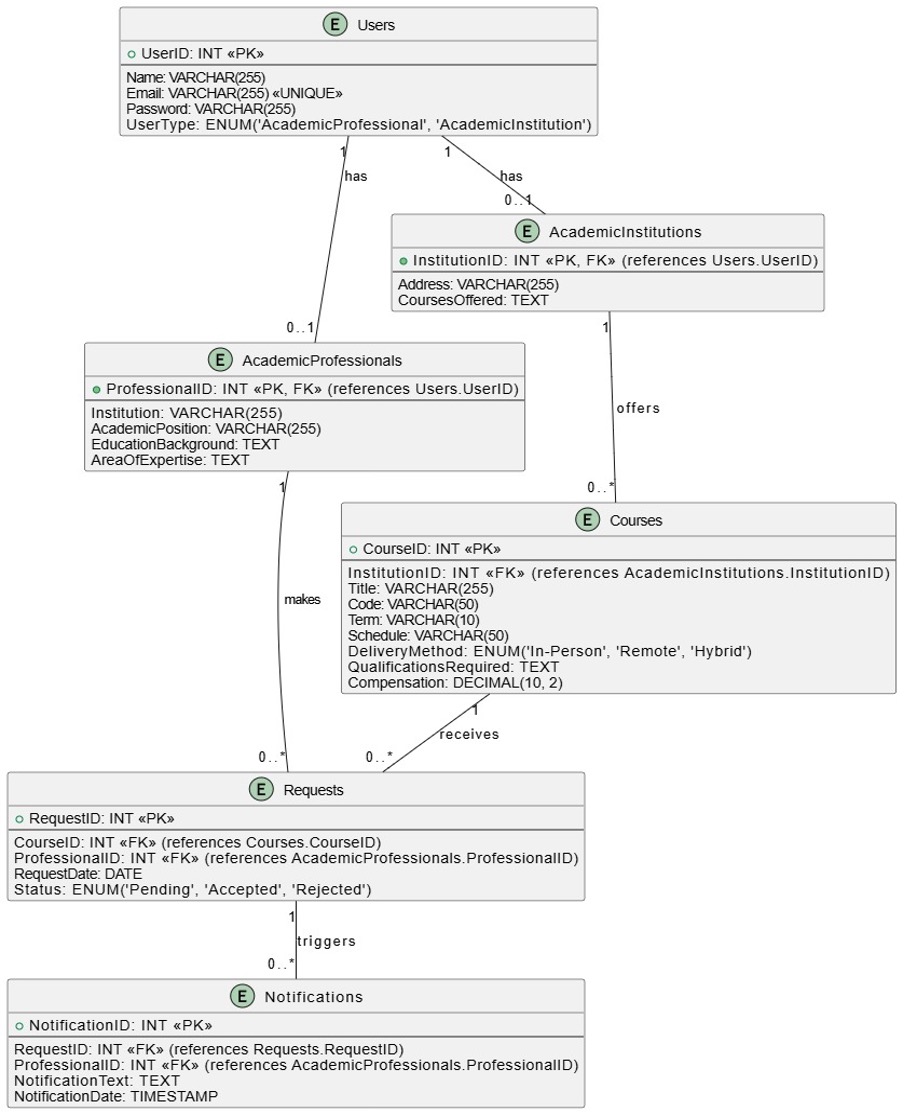 E Users
UserID: INT «PK»
Name: VARCHAR(255)
Email: VARCHAR(255) «UNIQUE»
Password: VARCHAR(255)
UserType: ENUM('AcademicProfessional', 'AcademicInstitution')
1
1
has
has
0..1
E AcademicInstitutions
InstitutionID: INT «PK, FK» (references Users.UserID)
Address: VARCHAR(255)
CoursesOffered: TEXT
0..1
1
E AcademicProfessionals
ProfessionalID: INT «PK, FK» (references Users.UserID)
Institution: VARCHAR(255)
AcademicPosition: VARCHAR(255)
EducationBackground: TEXT
AreaOfExpertise: TEXT
offers
1
0..*
E Courses
CourseID: INT «PK»
InstitutionID: INT «FK» (references AcademicInstitutions.InstitutionID)
Title: VARCHAR(255)
Code: VARCHAR(50)
Term: VARCHAR(10)
Schedule: VARCHAR(50)
DeliveryMethod: ENUM('In-Person', 'Remote', 'Hybrid')
QualificationsRequired: TEXT
Compensation: DECIMAL(10, 2)
makes
1
receives
0..*
0..*
E Requests
RequestID: INT «PK»
CourseID: INT «FK» (references Courses.CourseID)
ProfessionalID: INT «FK» (references AcademicProfessionals.ProfessionalID)
RequestDate: DATE
Status: ENUM('Pending', 'Accepted', 'Rejected')
1
triggers
0..*
E Notifications
NotificationID: INT «PK»
RequestID: INT «FK» (references Requests.RequestID)
ProfessionalID: INT «FK» (references AcademicProfessionals.ProfessionalID)
NotificationText: TEXT
NotificationDate: TIMESTAMP